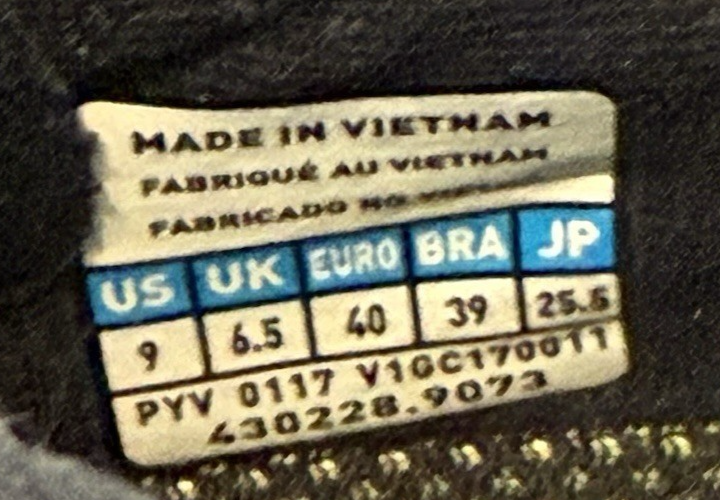 MADE IN VIETNAM
FABRIQUÉ AU VIETNAM
FABRICADO NO
US UK EURO BRA JP
9 6.5 40 39 25.5
PYV 0117 V1GC170011
430228.9073